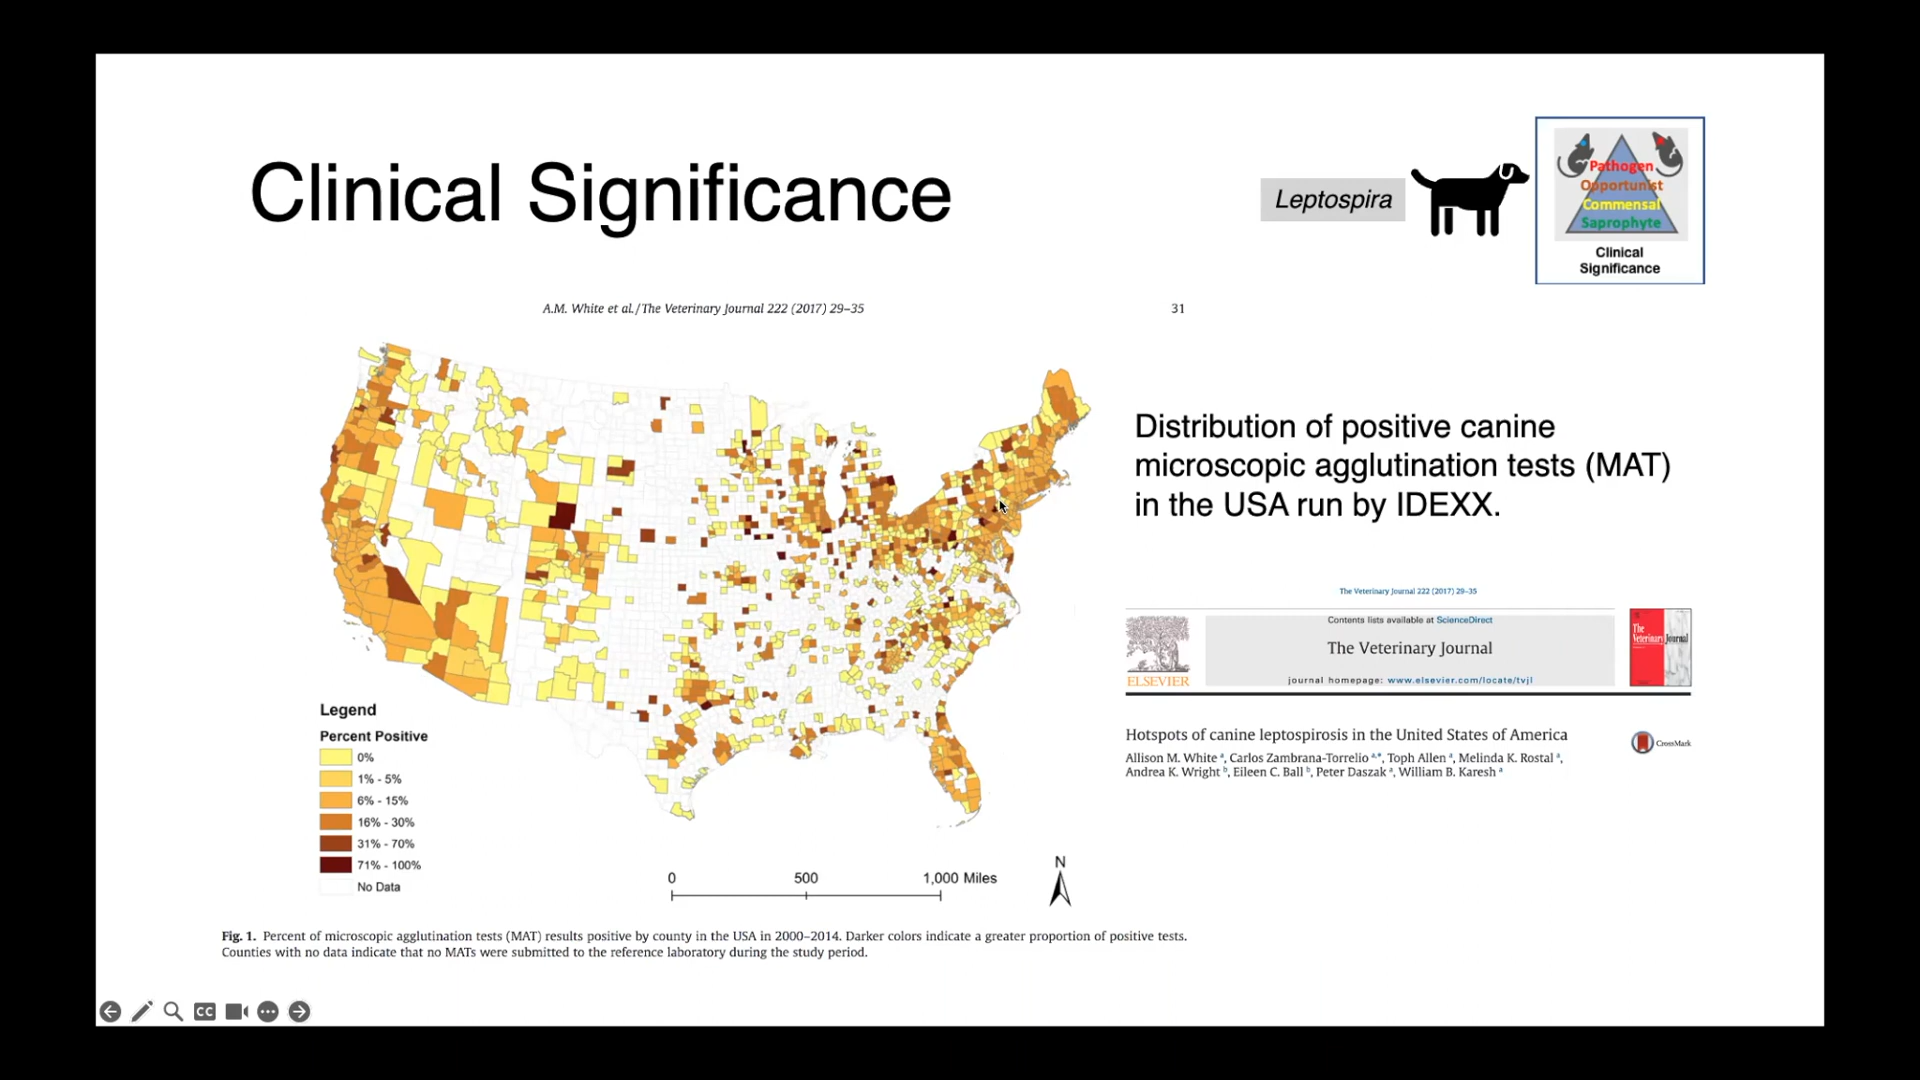 Clinical Significance
Leptospira
Pathogen
Opportunist
Commensal
Saprophyte
Clinical
Significance
A.M. White et al./The Veterinary Journal 222 (2017) 29–35
31
Distribution of positive canine
microscopic agglutination tests (MAT)
in the USA run by IDEXX.
The Veterinary Journal 222 (2017) 29–35
Contents lists available at ScienceDirect
The Veterinary Journal
journal homepage: www.elsevier.com/locate/tvjl
ELSEVIER
The
Veterinary Journal
Hotspots of canine leptospirosis in the United States of America
CrossMark
Allison M. White a, Carlos Zambrana-Torrelio a,*, Toph Allen a, Melinda K. Rostal a,
Andrea K. Wright b, Eileen C. Ball b, Peter Daszak a, William B. Karesh a
Legend
Percent Positive
0%
1% - 5%
6% - 15%
16% - 30%
31% - 70%
71% - 100%
No Data
0 500 1,000 Miles
N
Fig. 1. Percent of microscopic agglutination tests (MAT) results positive by county in the USA in 2000–2014. Darker colors indicate a greater proportion of positive tests.
Counties with no data indicate that no MATs were submitted to the reference laboratory during the study period.
CC